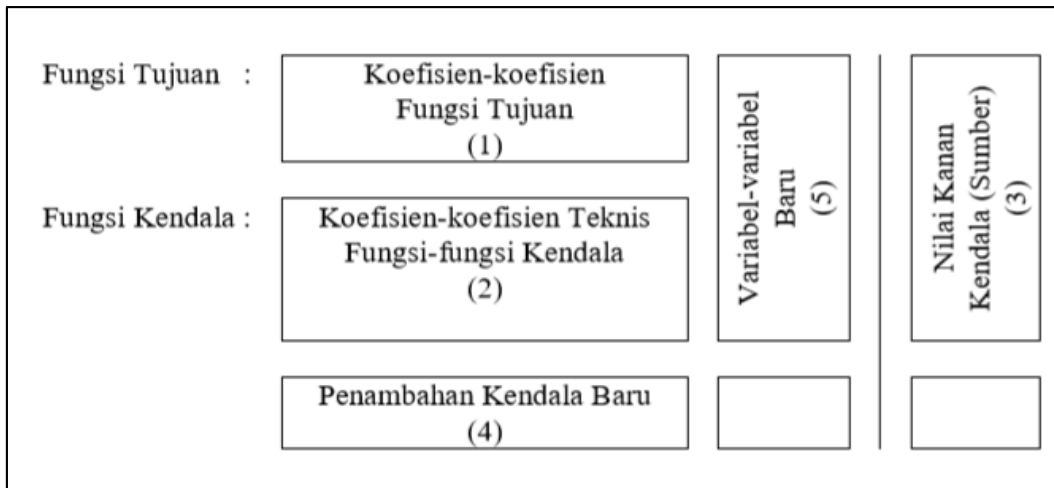 Fungsi Tujuan :
Koefisien-koefisien
Fungsi Tujuan
(1)
Fungsi Kendala :
Koefisien-koefisien Teknis
Fungsi-fungsi Kendala
(2)
Penambahan Kendala Baru
(4)
Variabel-variabel
Baru
(5)
Nilai Kanan
Kendala (Sumber)
(3)